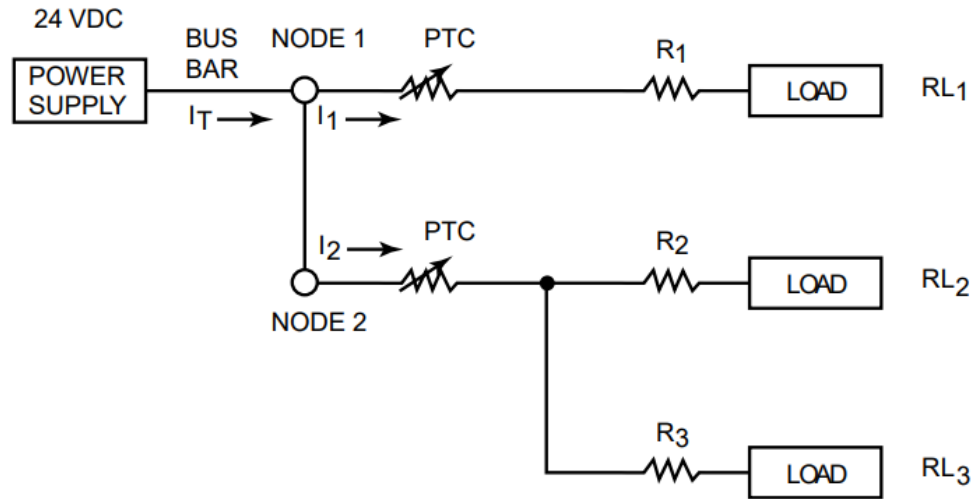 24 VDC
BUS
BAR
NODE 1
PTC
R1
POWER
SUPPLY
LOAD
RL1
IT
I1
I2
PTC
R2
LOAD
RL2
NODE 2
R3
LOAD
RL3